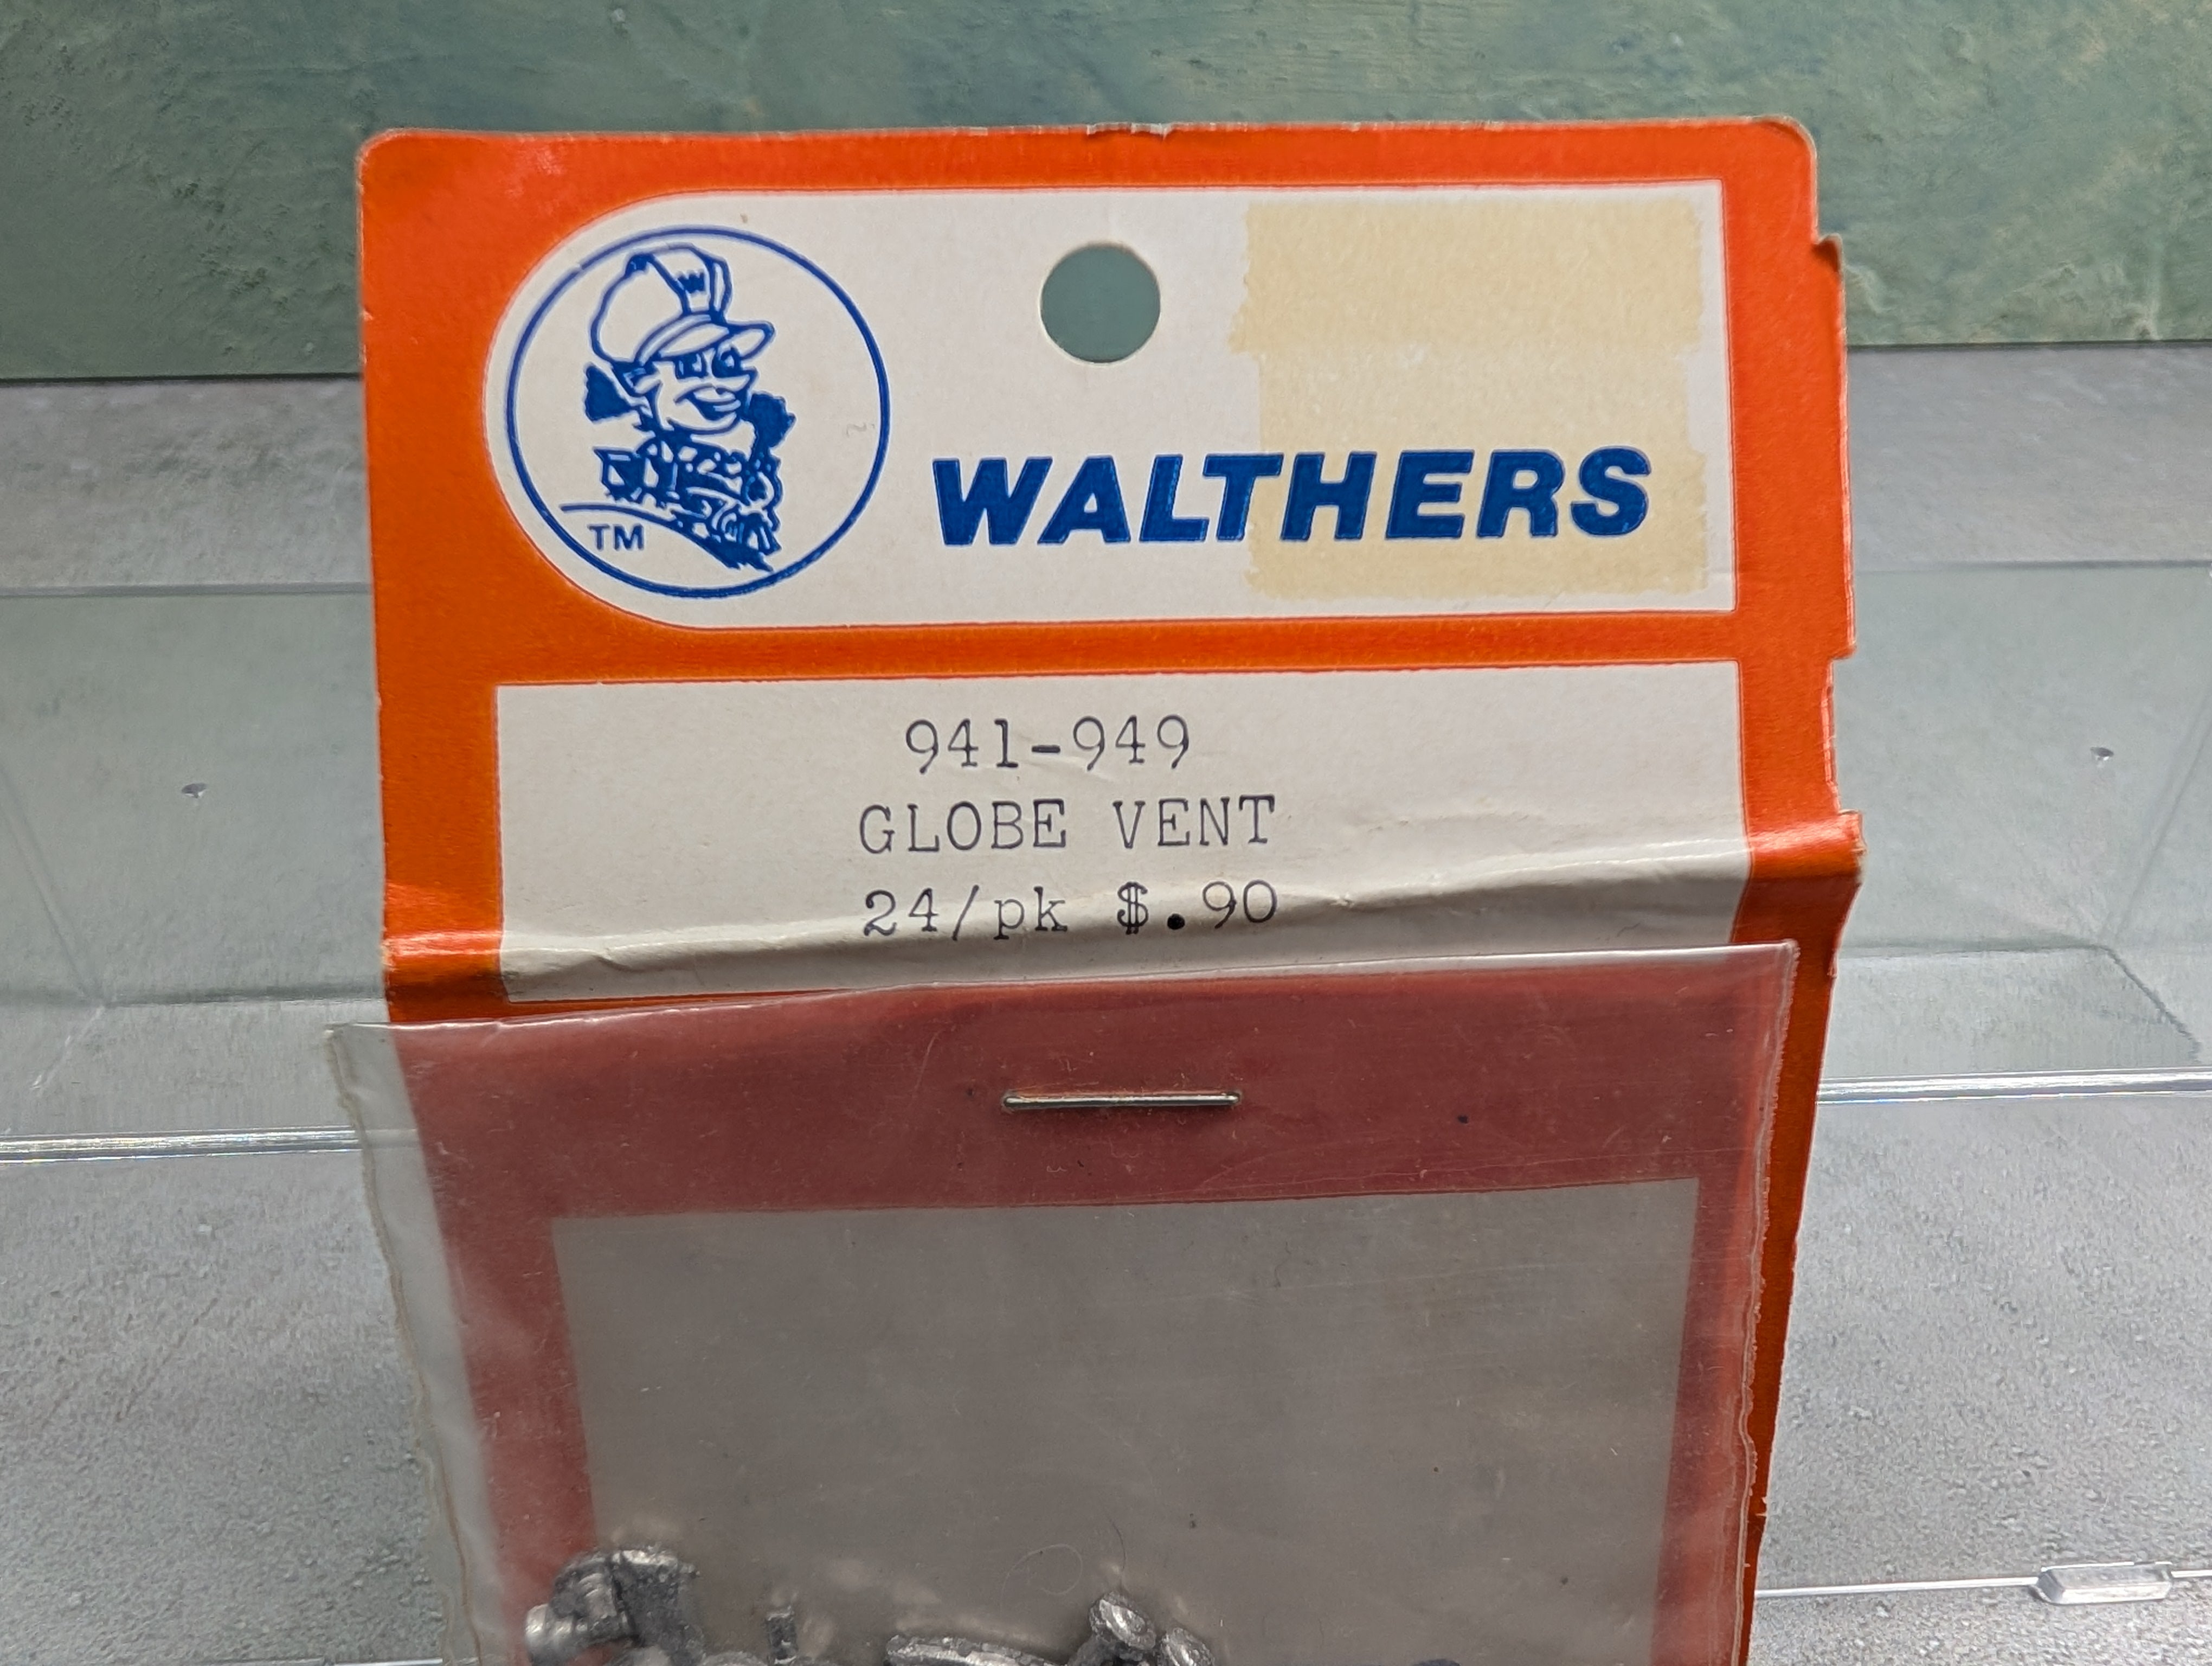 W
TM
WALTHERS
941-949
GLOBE VENT
24/pk $.90